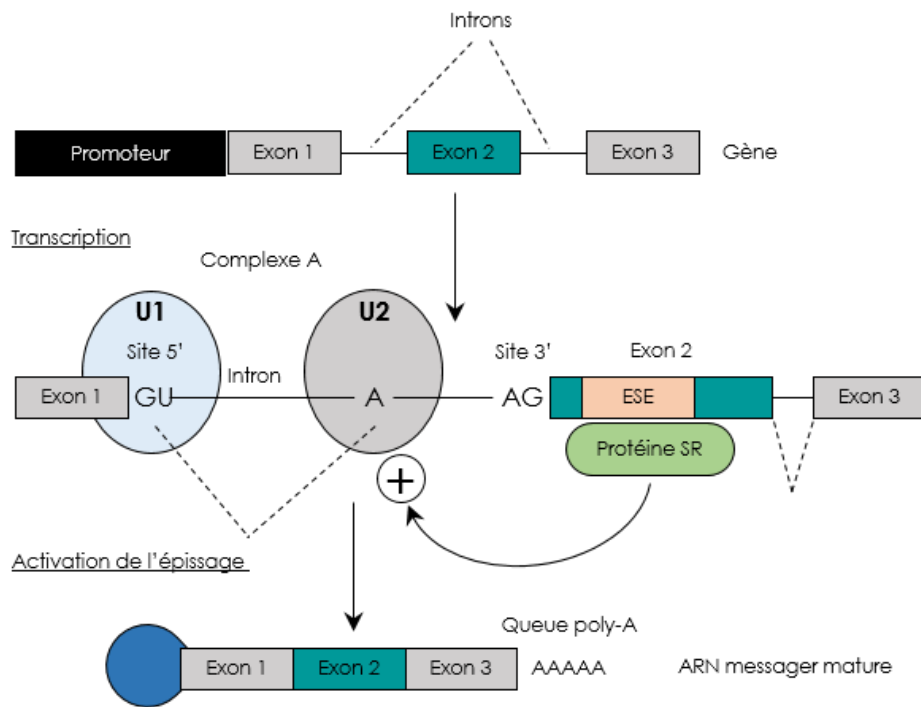 Introns
Promoteur
Exon 1
Exon 2
Exon 3
Gène
Transcription
Complexe A
U1
U2
Site 5’
Site 3’
Exon 2
Intron
Exon 1
GU
A
AG
ESE
Exon 3
Protéine SR
+
Activation de l’épissage
Queue poly-A
Exon 1
Exon 2
Exon 3
AAAAA
ARN messager mature